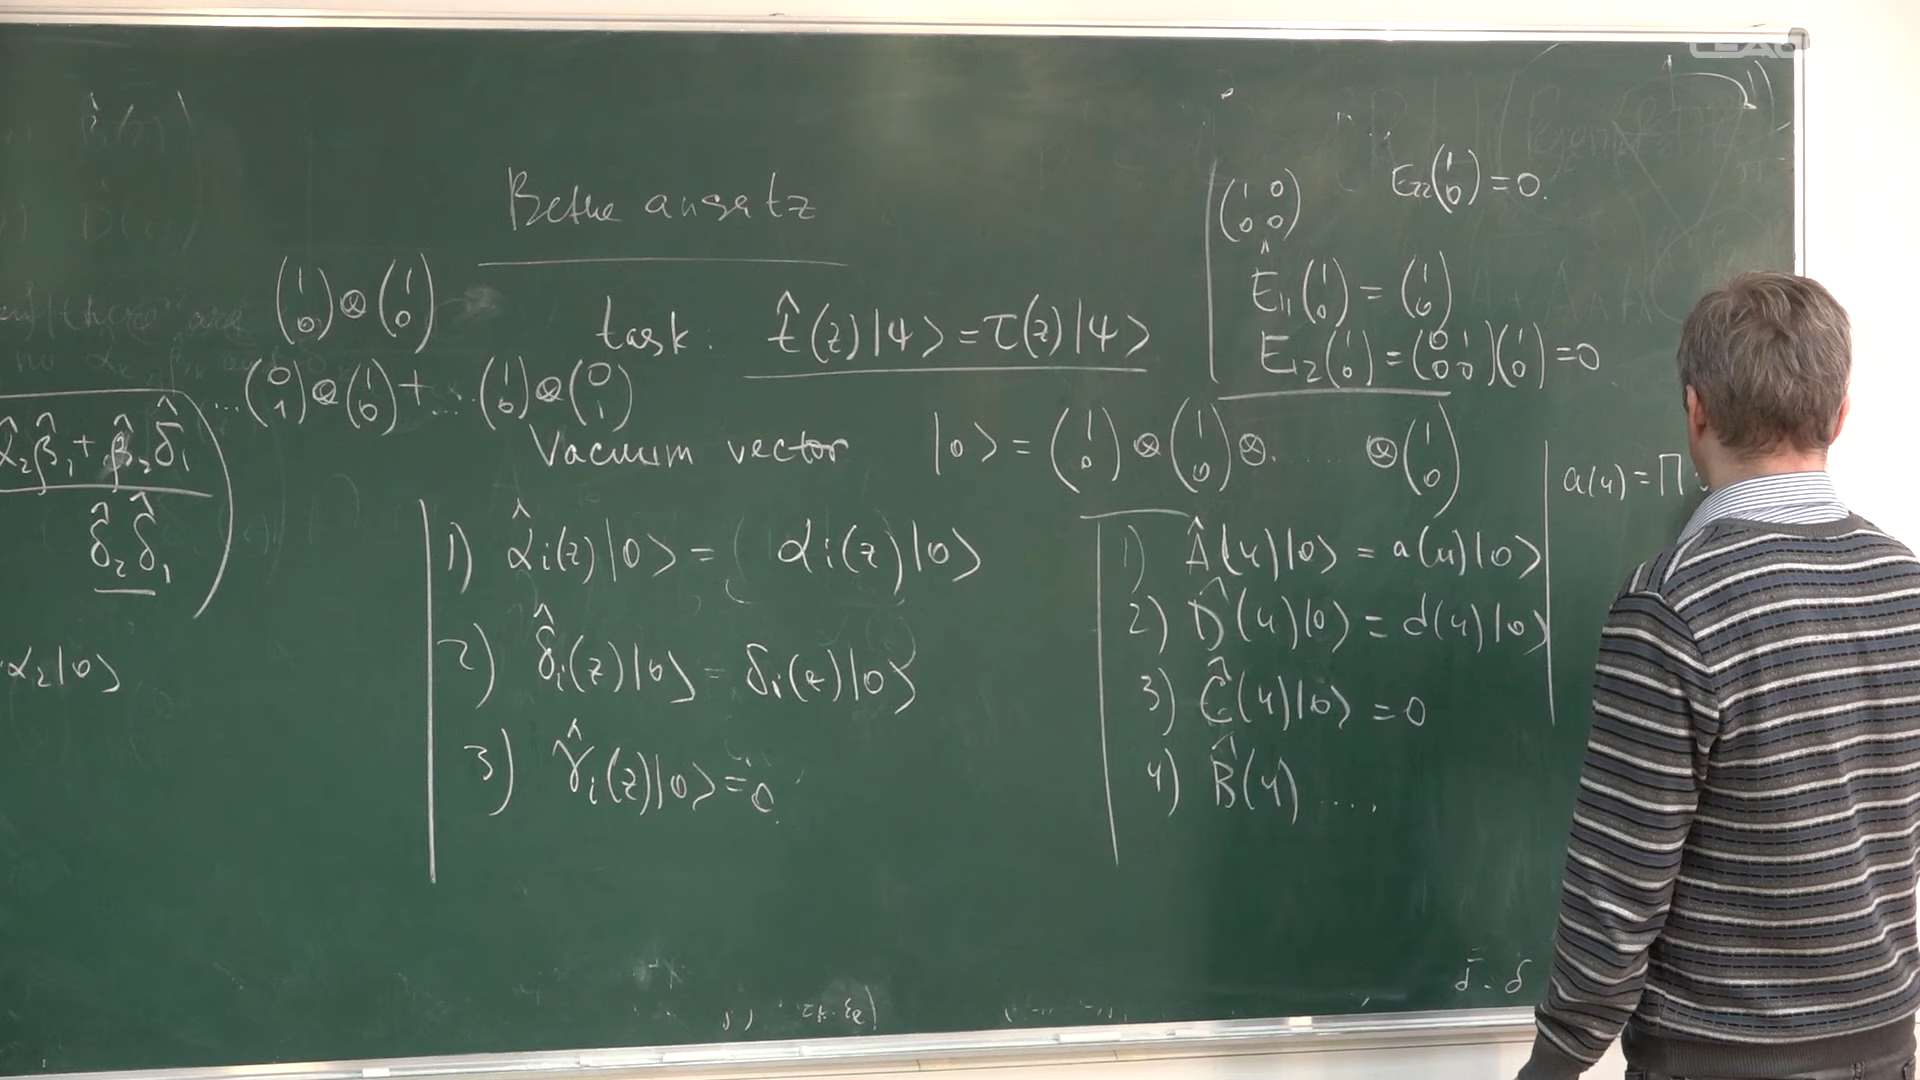 Bethe ansatz
(1 0) ⊗ (1 0)
... (0 1) ⊗ (1 0) + ... (1 0) ⊗ (0 1)
α̂₂β̂₁ + β̂₂δ̂₁
δ̂₂δ̂₁
α₂|0⟩
task: t̂(z)|ψ⟩ = τ(z)|ψ⟩
Vacuum vector |0⟩ = (1 0) ⊗ (1 0) ⊗ ..... ⊗ (1 0)
1) α̂i(z)|0⟩ = αi(z)|0⟩
2) δ̂i(z)|0⟩ = δi(z)|0⟩
3) γ̂i(z)|0⟩ = 0
(1 0 0 0)
E₂₂(1 0) = 0.
Ê₁₁(1 0) = (1 0)
E₁₂(1 0) = (0 1 0 0)(1 0) = 0
1) Â(u)|0⟩ = a(u)|0⟩
2) D̂(u)|0⟩ = d(u)|0⟩
3) Ĉ(u)|0⟩ = 0
4) B̂(u) ....
a(u) = ∏